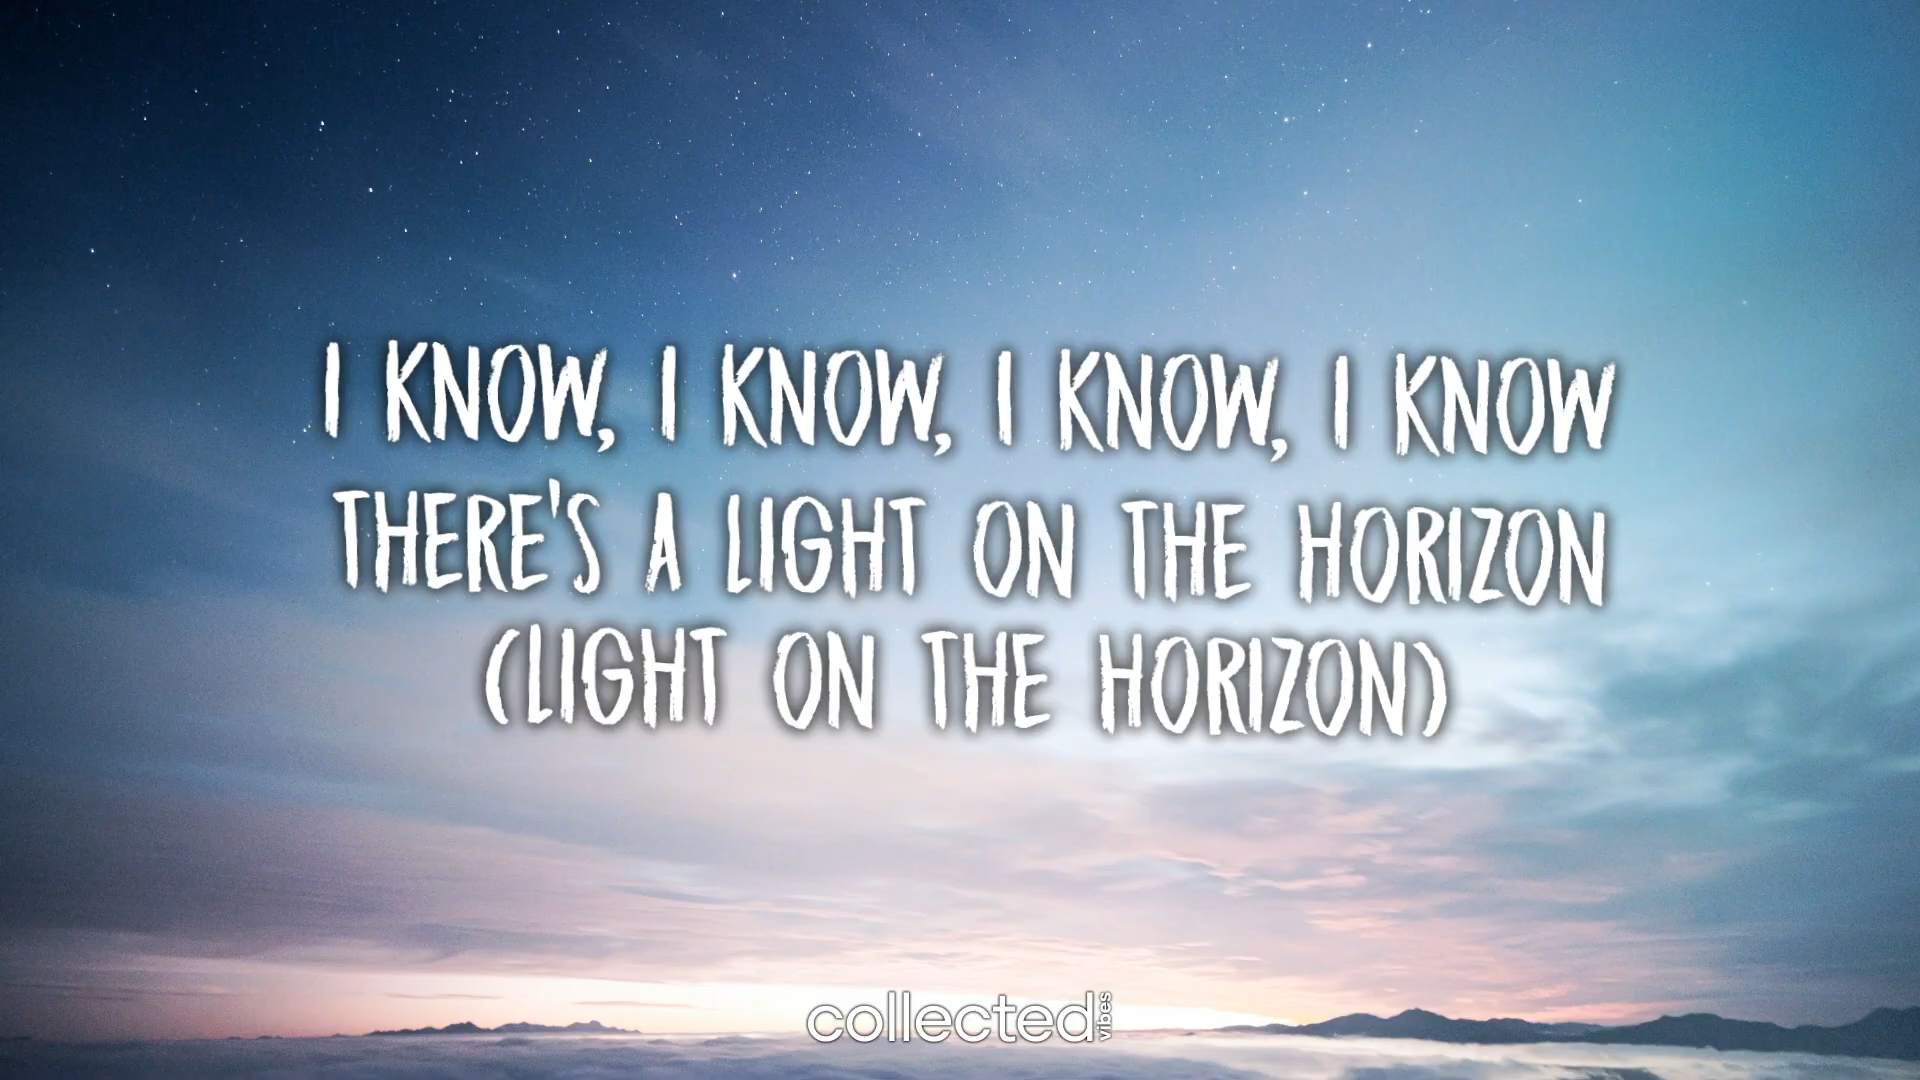 I KNOW, I KNOW, I KNOW, I KNOW
THERE'S A LIGHT ON THE HORIZON
(LIGHT ON THE HORIZON)
collected vibes